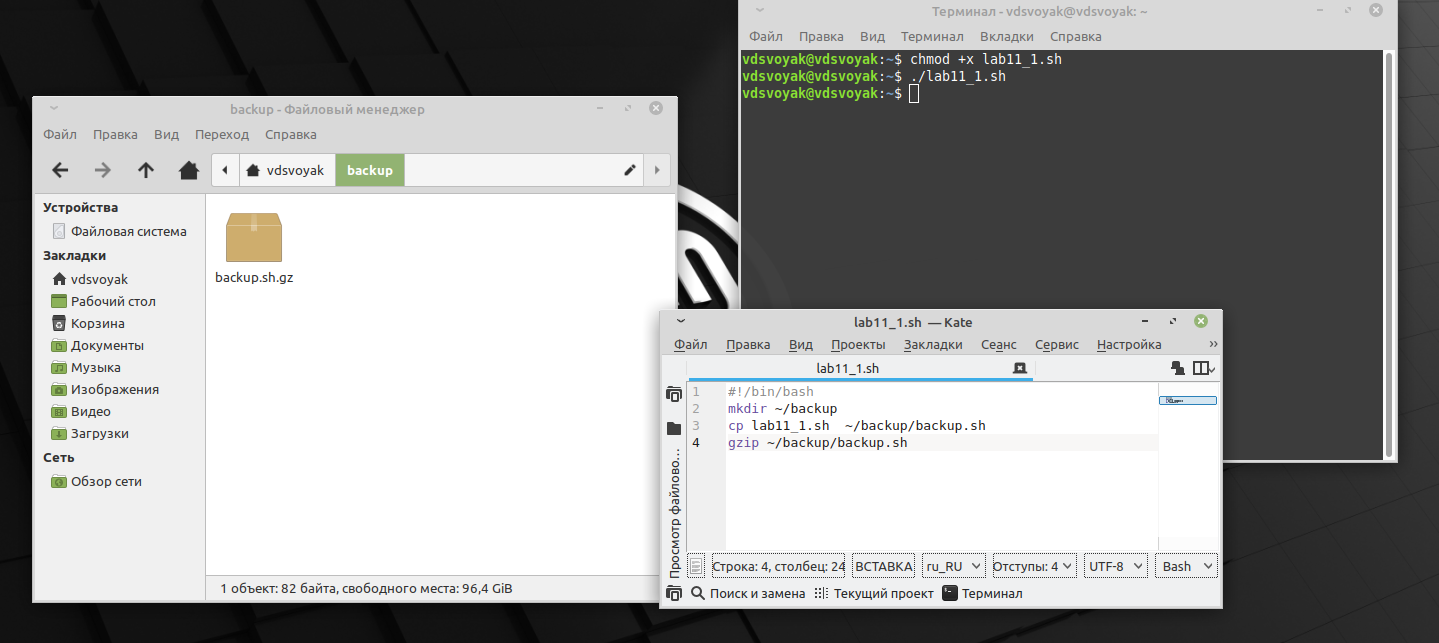 Терминал - vdsvoyak@vdsvoyak: ~
Файл Правка Вид Терминал Вкладки Справка
vdsvoyak@vdsvoyak:~$ chmod +x lab11_1.sh
vdsvoyak@vdsvoyak:~$ ./lab11_1.sh
vdsvoyak@vdsvoyak:~$
backup - Файловый менеджер
Файл Правка Вид Переход Справка
vdsvoyak backup
Устройства
Файловая система
Закладки
vdsvoyak
Рабочий стол
Корзина
Документы
Музыка
Изображения
Видео
Загрузки
Сеть
Обзор сети
backup.sh.gz
1 объект: 82 байта, свободного места: 96,4 GiB
lab11_1.sh — Kate
Файл Правка Вид Проекты Закладки Сеанс Сервис Настройка »
lab11_1.sh
Просмотр файлово...
1 #!/bin/bash
2 mkdir ~/backup
3 cp lab11_1.sh  ~/backup/backup.sh
4 gzip ~/backup/backup.sh
Строка: 4, столбец: 24 ВСТАВКА ru_RU Отступы: 4 UTF-8 Bash
Поиск и замена Текущий проект Терминал